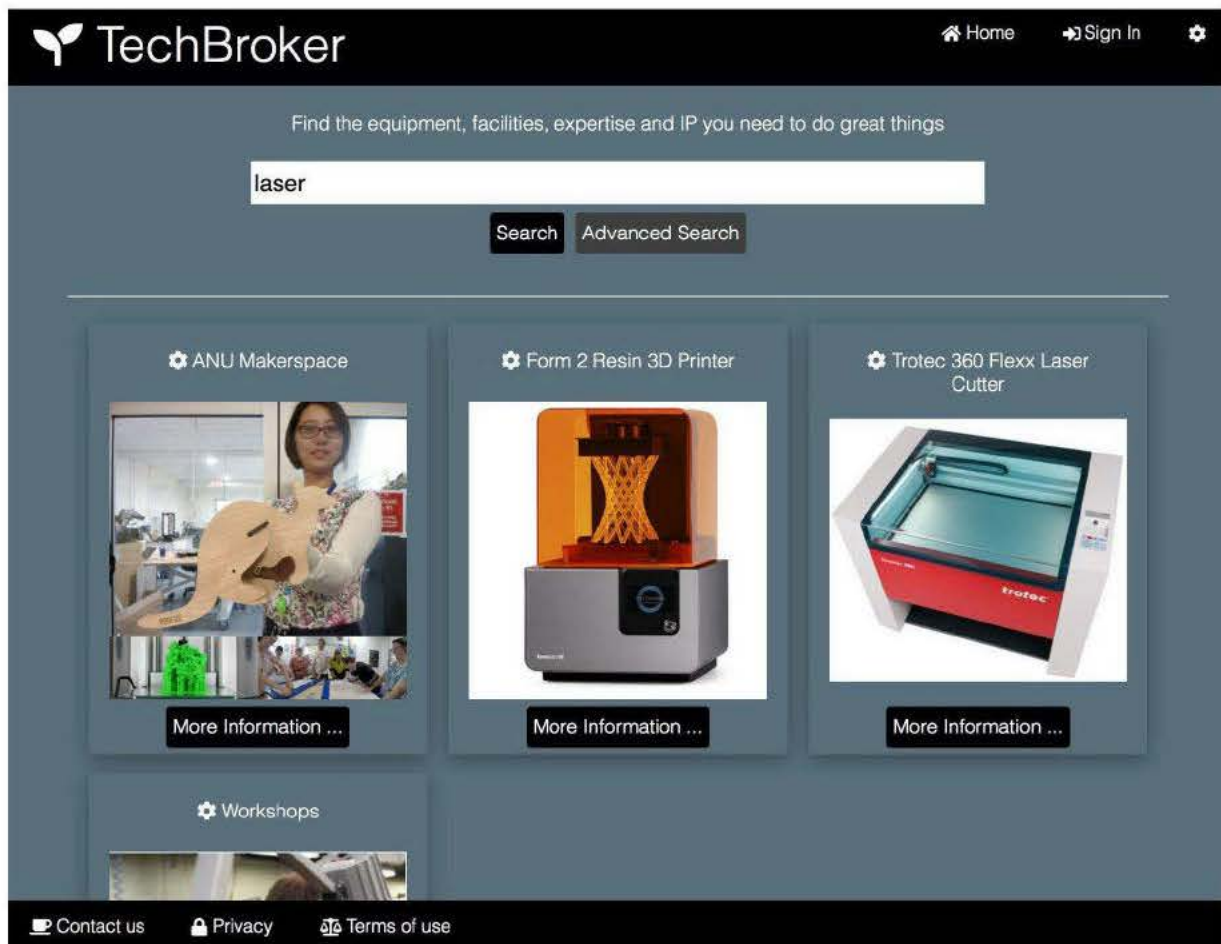 TechBroker
Home
Sign In
Find the equipment, facilities, expertise and IP you need to do great things
laser
Search
Advanced Search
ANU Makerspace
Form 2 Resin 3D Printer
Trotec 360 Flexx Laser
Cutter
trotec
More Information ...
More Information ...
More Information ...
Workshops
Contact us
Privacy
Terms of use